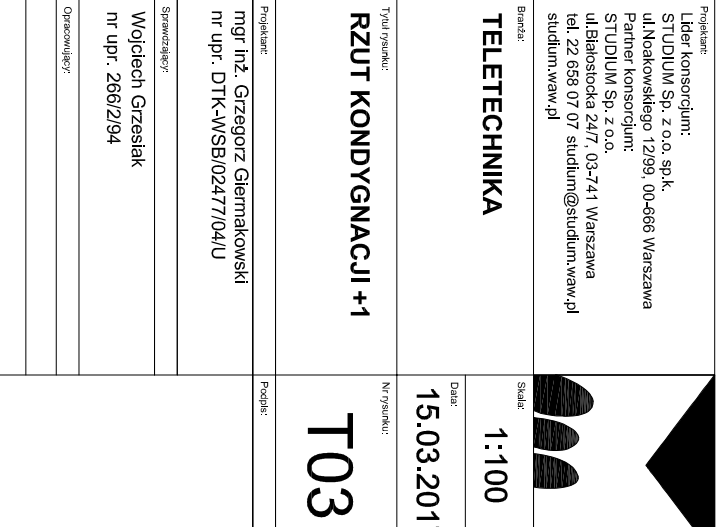 Projektant:
Lider konsorcjum:
STUDIUM Sp. z o.o. sp.k.
ul.Noakowskiego 12/99, 00-666 Warszawa
Partner konsorcjum:
STUDIUM Sp. z o.o.
ul.Białostocka 24/7, 03-741 Warszawa
tel. 22 658 07 07 studium@studium.waw.pl
studium.waw.pl
Branża:
TELETECHNIKA
Skala:
1:100
Data:
15.03.201
Tytuł rysunku:
RZUT KONDYGNACJI +1
Nr rysunku:
T03
Projektant:
mgr inż. Grzegorz Giermakowski
nr upr. DTK-WSB/02477/04/U
Podpis:
Sprawdzający:
Wojciech Grzesiak
nr upr. 266/2/94
Opracowujący: